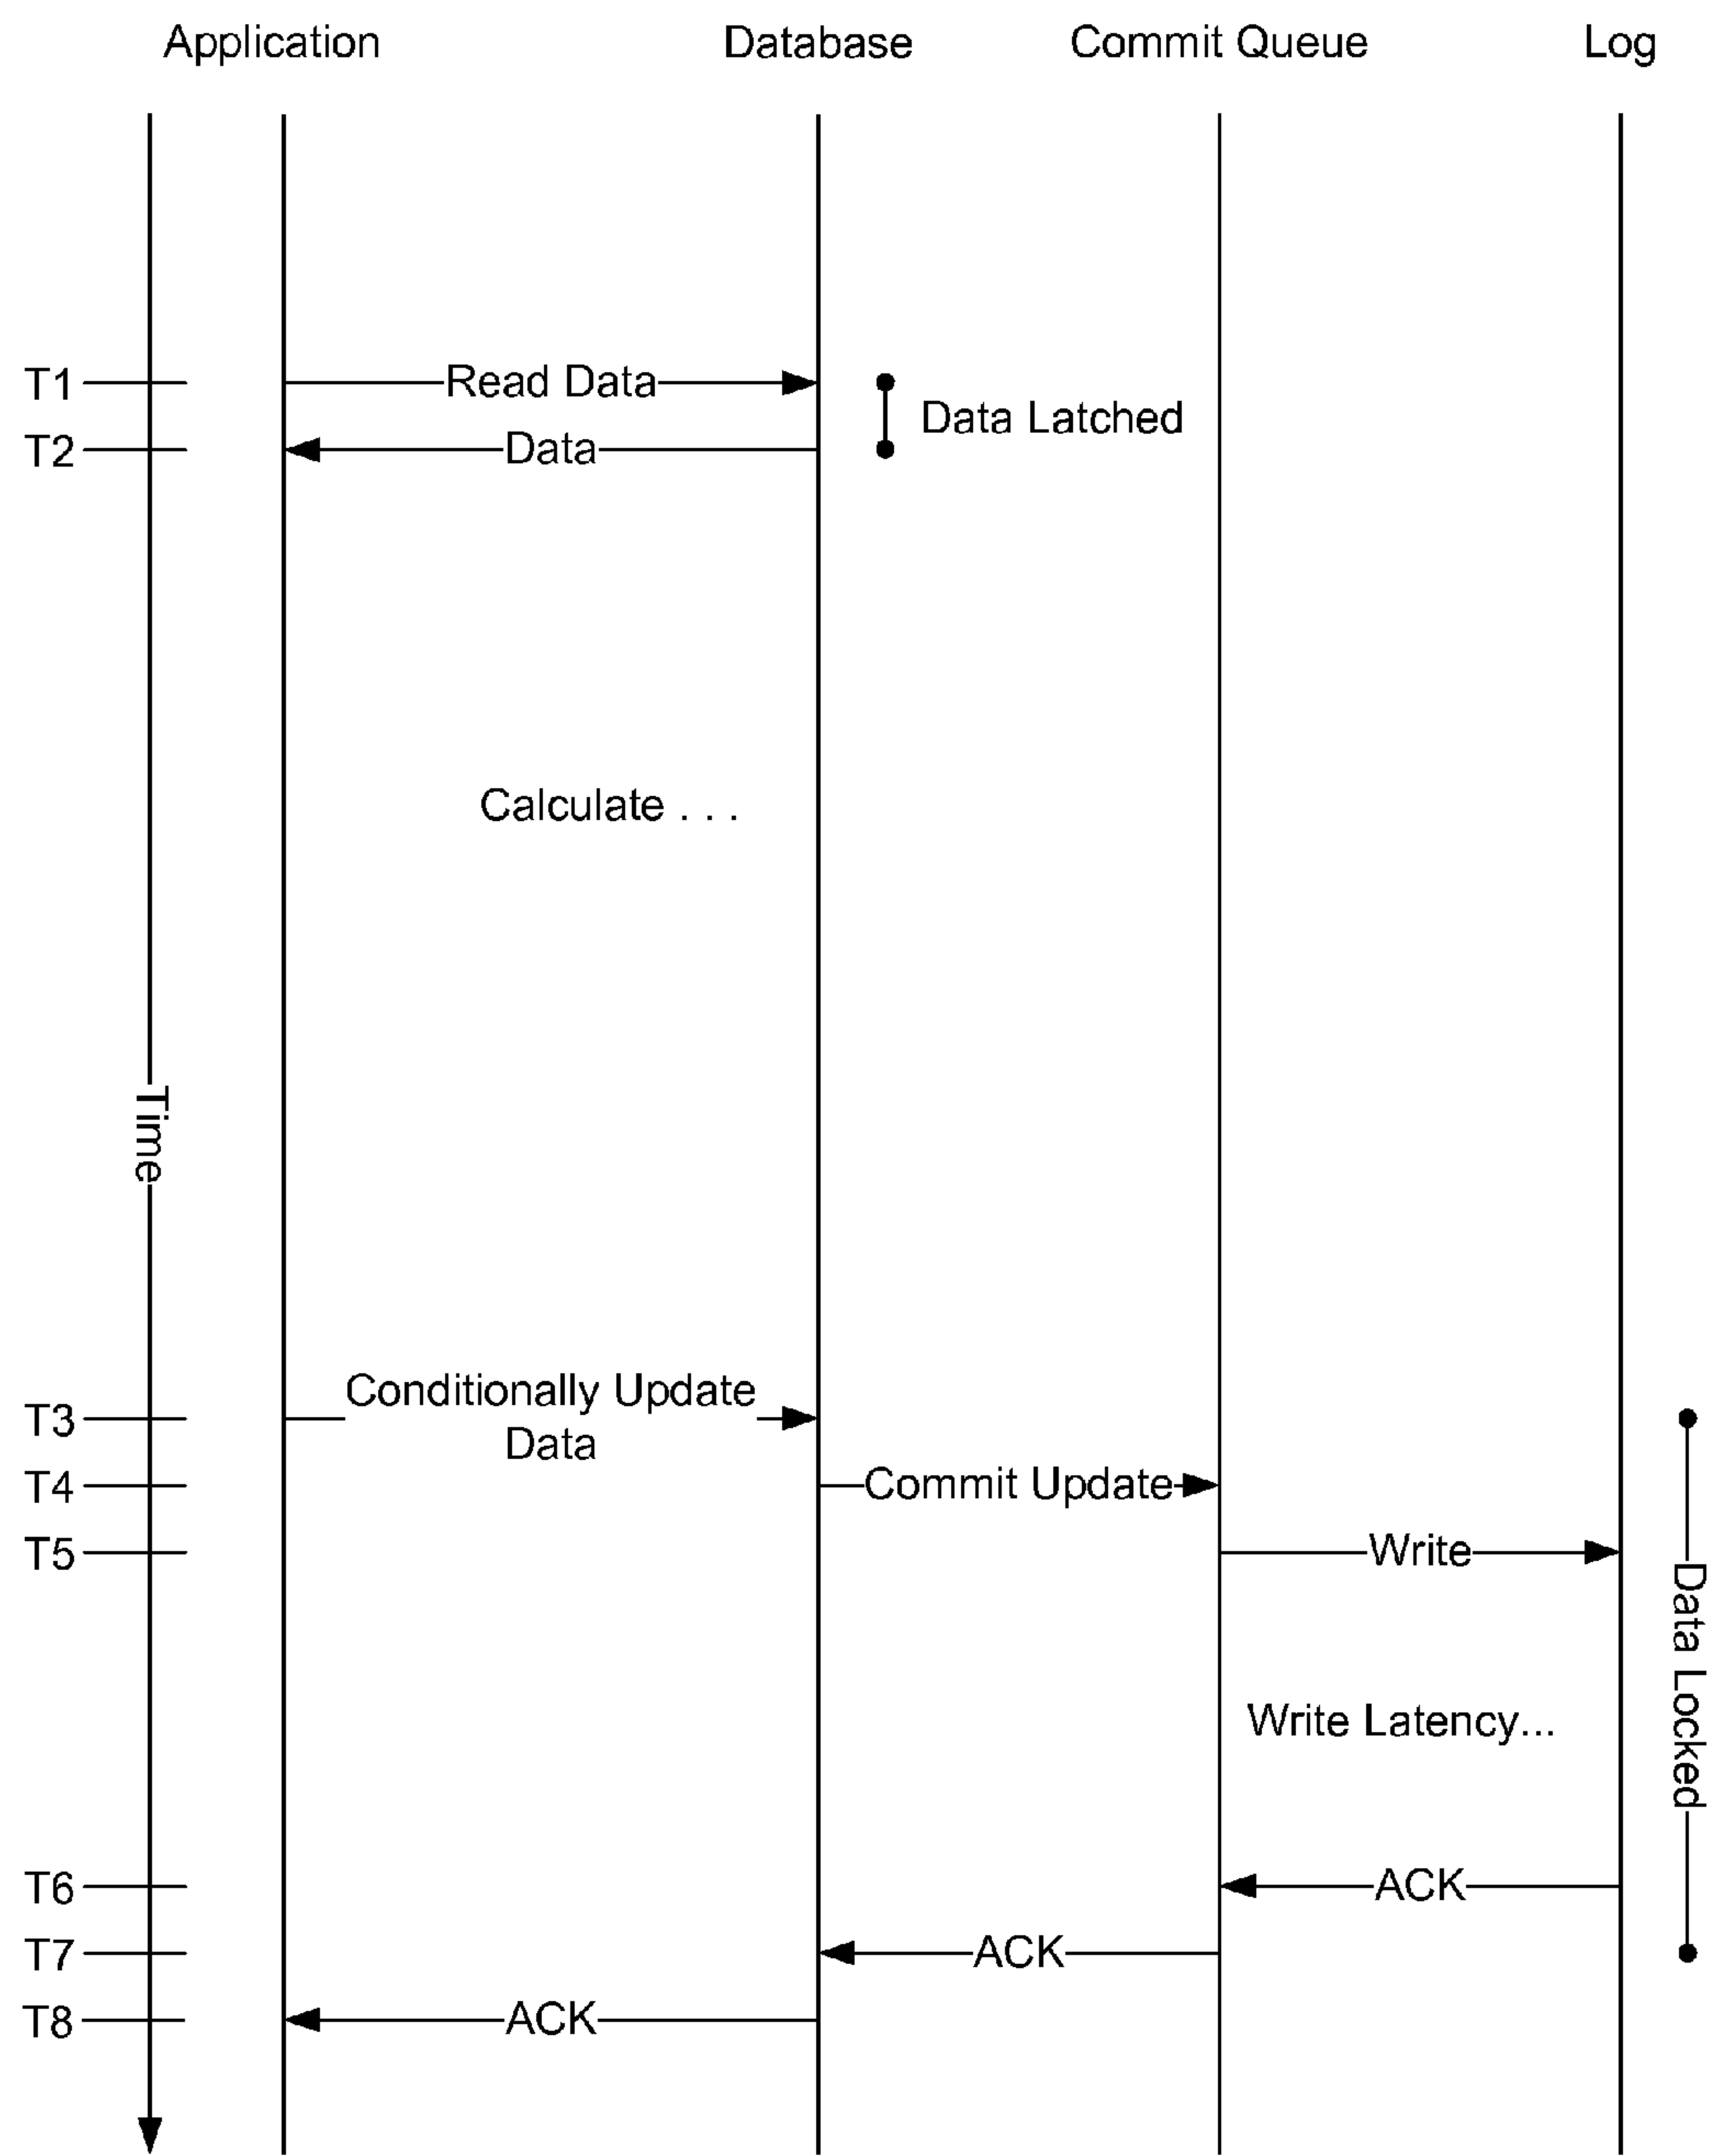 Application
Database
Commit Queue
Log
T1
Read Data
Data Latched
T2
Data
Calculate . . .
Time
Conditionally Update
Data
T3
T4
Commit Update
T5
Write
Data Locked
Write Latency...
T6
ACK
T7
ACK
T8
ACK